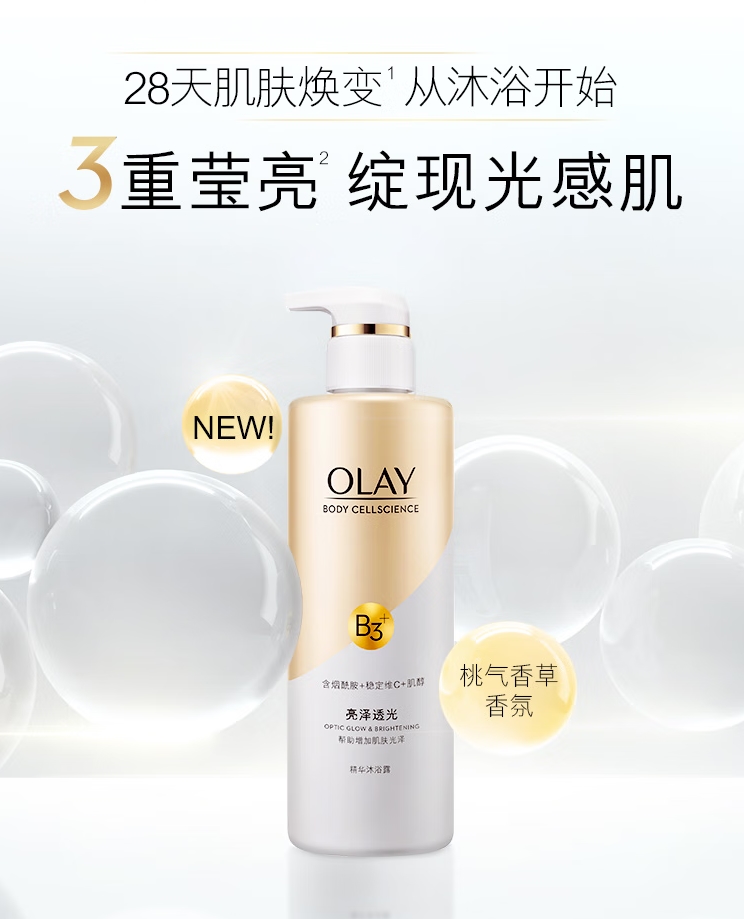 28天肌肤焕变¹ 从沐浴开始
3重莹亮² 绽现光感肌
NEW!
OLAY
BODY CELLSCIENCE
B3+
含烟酰胺+稳定维C+肌醇
桃气香草
香氛
亮泽透光
OPTIC GLOW & BRIGHTENING
帮助增加肌肤光泽
精华沐浴露